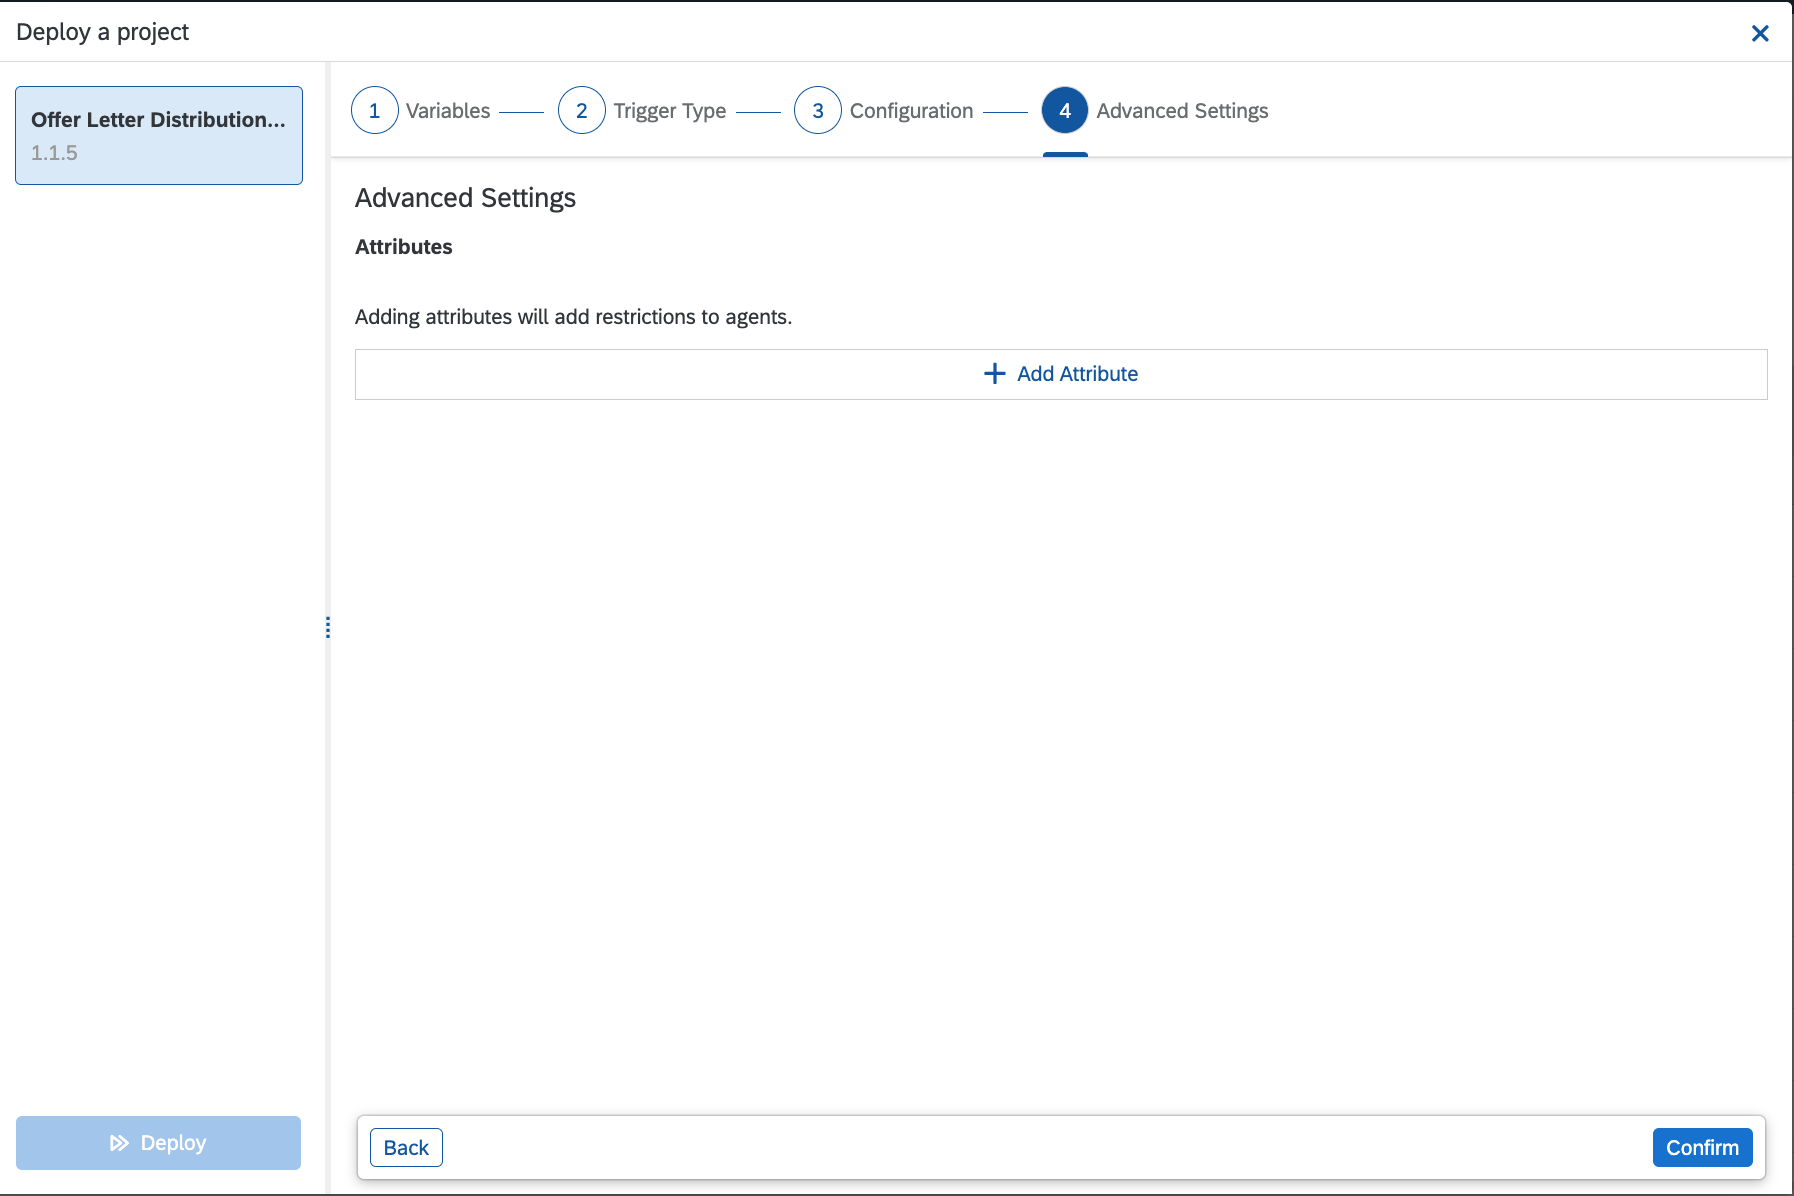 Deploy a project
Offer Letter Distribution...
1.1.5
1 Variables 2 Trigger Type 3 Configuration 4 Advanced Settings
Advanced Settings
Attributes
Adding attributes will add restrictions to agents.
Add Attribute
Deploy
Back
Confirm